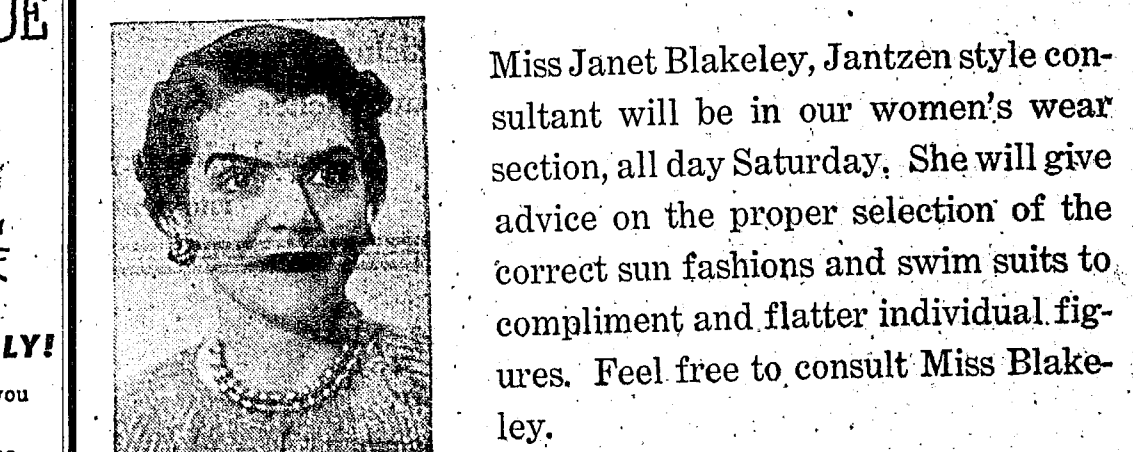 UE
LY!
you
Miss Janet Blakeley, Jantzen style con-
sultant will be in our women's wear
section, all day Saturday. She will give
advice on the proper selection of the
correct sun fashions and swim suits to
compliment and flatter individual fig-
ures. Feel free to consult Miss Blake-
ley.